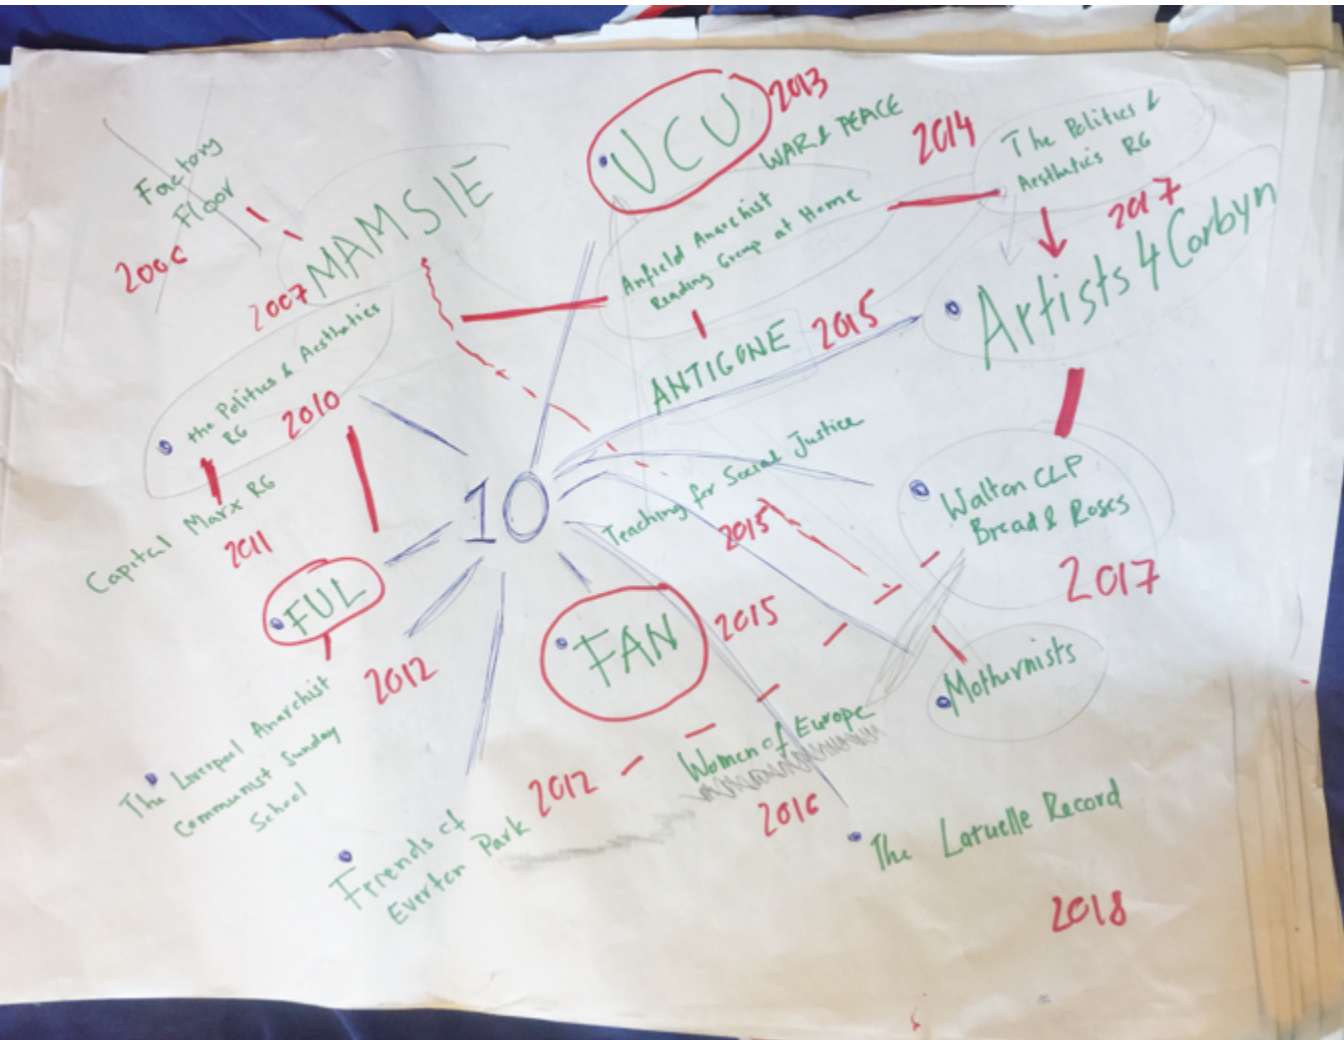 UCU
2013
WAR & PEACE
2014
The Politics &
Aesthetics RG
Factory
Floor
2006
MAMSIE
2007
Anfield Anarchist
Reading Group at Home
2017
Artists 4 Corbyn
the Politics & Aesthetics
RG
2010
ANTIGONE
2015
Capital Marx RG
2011
10
Teaching for Social Justice
2015
Walton CLP
Bread & Roses
2017
FUL
FAN
2015
2012
Mothernists
The Liverpool Anarchist
Communist Sunday
School
Women of Europe
2016
2012
Friends of
Everton Park
The Laruelle Record
2018